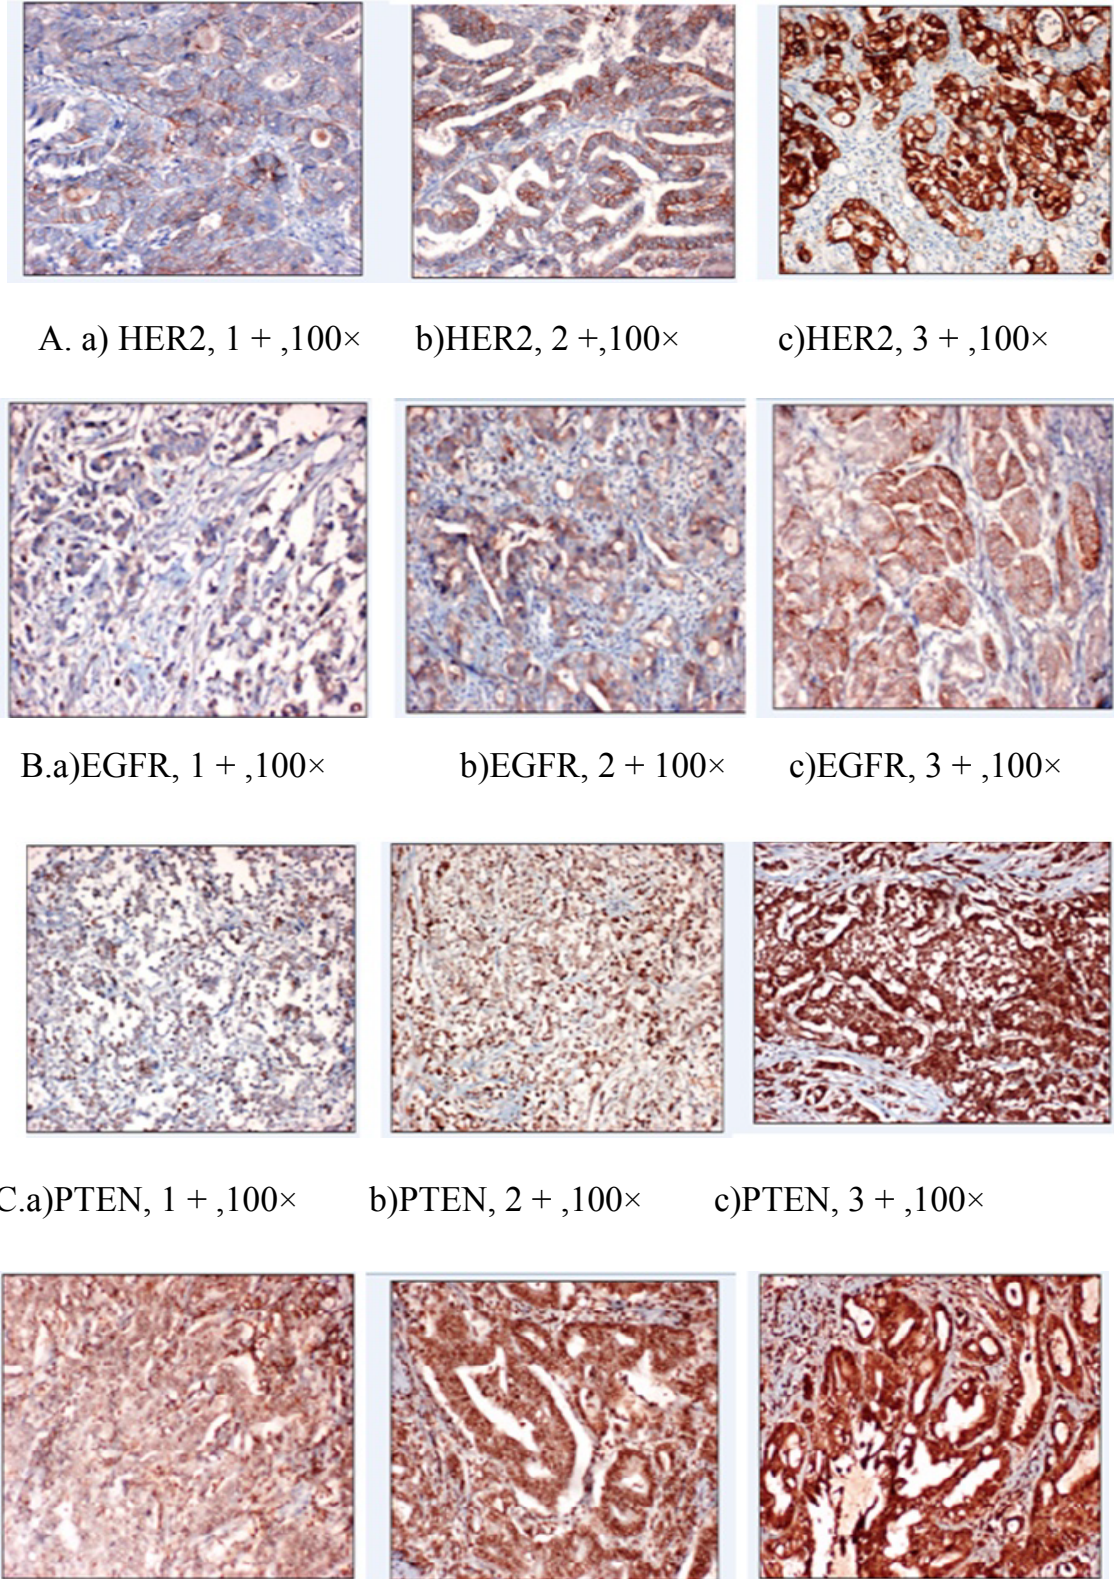 A. a) HER2, 1 + ,100× b)HER2, 2 +,100× c)HER2, 3 + ,100×
B.a)EGFR, 1 + ,100× b)EGFR, 2 + 100× c)EGFR, 3 + ,100×
C.a)PTEN, 1 + ,100× b)PTEN, 2 + ,100× c)PTEN, 3 + ,100×